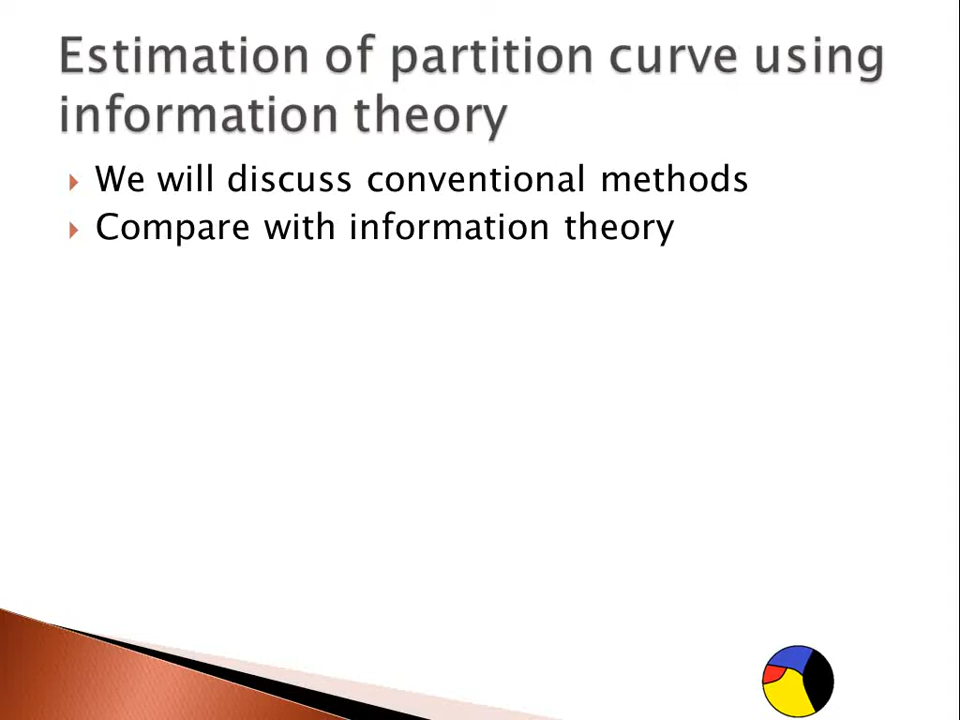 Estimation of partition curve using
information theory
We will discuss conventional methods
Compare with information theory